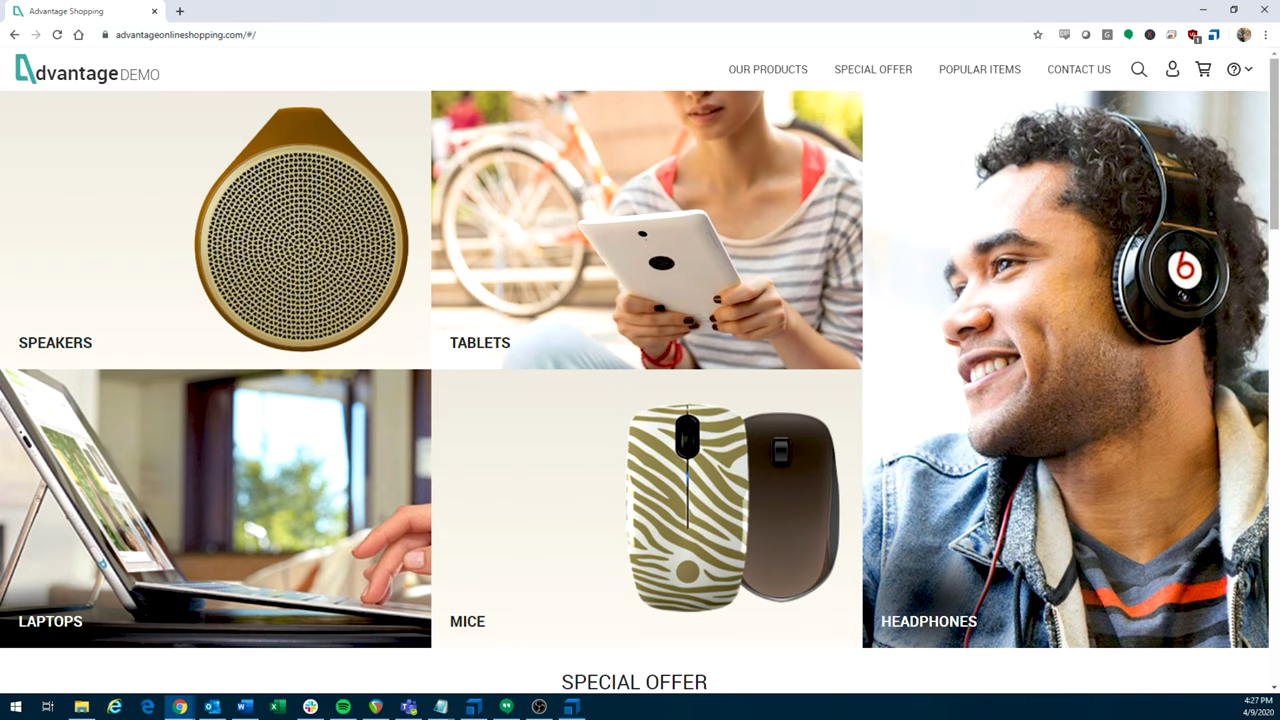 Advantage Shopping
advantageonlineshopping.com/#/
dvantage DEMO
OUR PRODUCTS
SPECIAL OFFER
POPULAR ITEMS
CONTACT US
SPEAKERS
TABLETS
LAPTOPS
MICE
HEADPHONES
SPECIAL OFFER
4:27 PM
4/9/2020